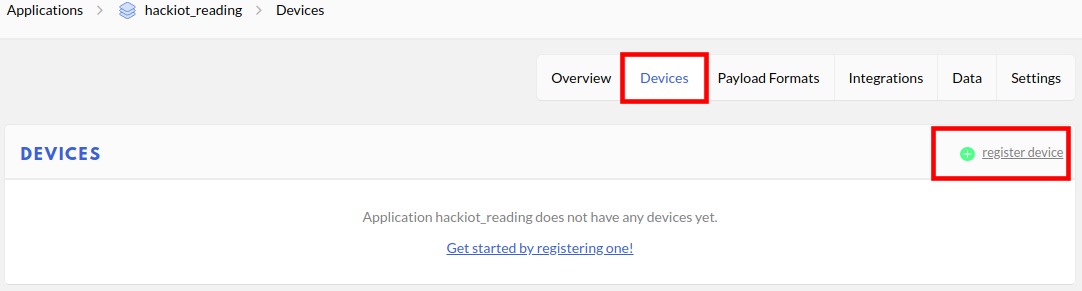 Applications > hackiot_reading > Devices
Overview Devices Payload Formats Integrations Data Settings
DEVICES
register device
Application hackiot_reading does not have any devices yet.
Get started by registering one!